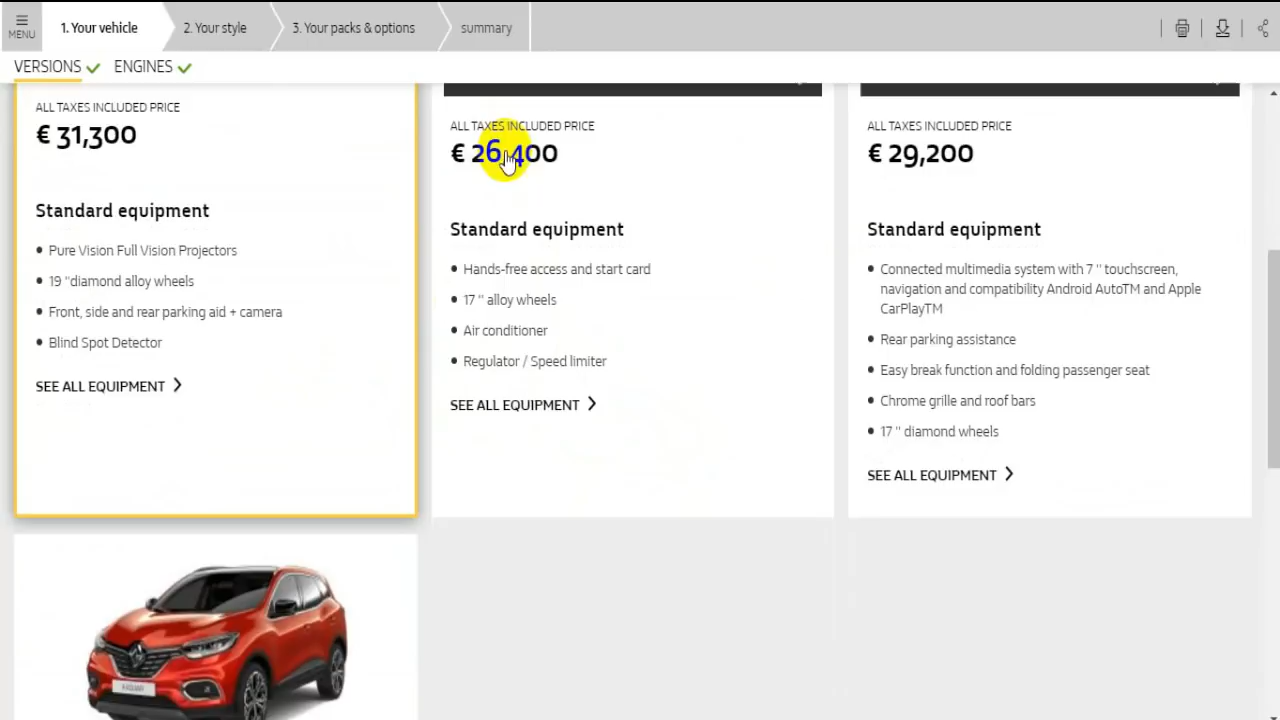 MENU
1. Your vehicle
2. Your style
3. Your packs & options
summary
VERSIONS
ENGINES
ALL TAXES INCLUDED PRICE
€ 31,300
Standard equipment
• Pure Vision Full Vision Projectors
• 19 "diamond alloy wheels
• Front, side and rear parking aid + camera
• Blind Spot Detector
SEE ALL EQUIPMENT
ALL TAXES INCLUDED PRICE
€ 26,400
Standard equipment
• Hands-free access and start card
• 17 " alloy wheels
• Air conditioner
• Regulator / Speed limiter
SEE ALL EQUIPMENT
ALL TAXES INCLUDED PRICE
€ 29,200
Standard equipment
• Connected multimedia system with 7 " touchscreen,
navigation and compatibility Android AutoTM and Apple
CarPlayTM
• Rear parking assistance
• Easy break function and folding passenger seat
• Chrome grille and roof bars
• 17 " diamond wheels
SEE ALL EQUIPMENT